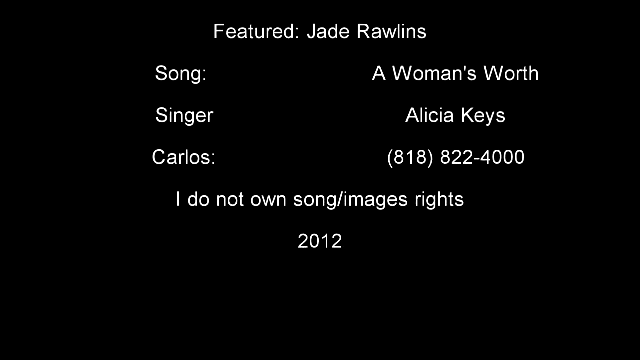 Featured: Jade Rawlins
Song: A Woman's Worth
Singer Alicia Keys
Carlos: (818) 822-4000
I do not own song/images rights
2012